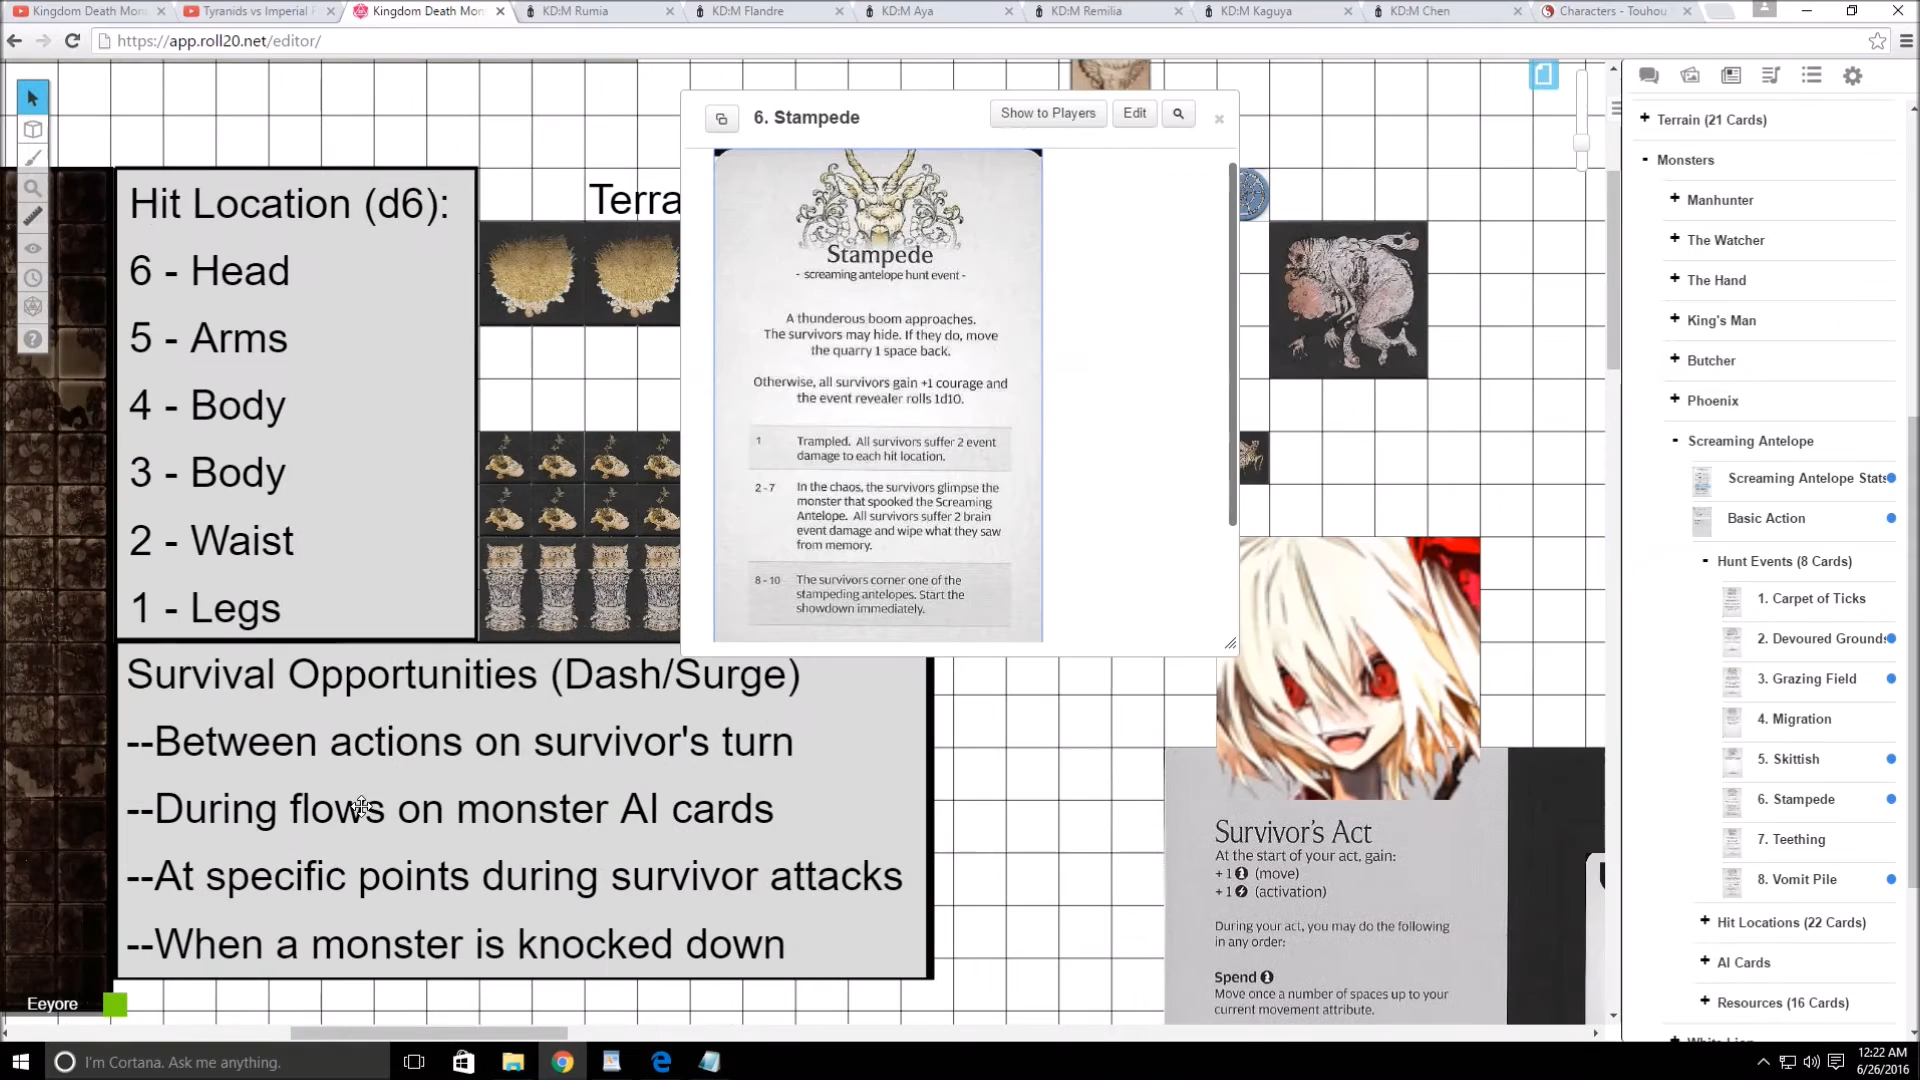 Kingdom Death Mon
Tyranids vs Imperial F
Kingdom Death Mon
KD:M Rumia
KD:M Flandre
KD:M Aya
KD:M Remilia
KD:M Kaguya
KD:M Chen
Characters - Touhou
https://app.roll20.net/editor/
Hit Location (d6):
6 - Head
5 - Arms
4 - Body
3 - Body
2 - Waist
1 - Legs
Terra
6. Stampede
Show to Players
Edit
Stampede
- screaming antelope hunt event -
A thunderous boom approaches.
The survivors may hide. If they do, move
the quarry 1 space back.
Otherwise, all survivors gain +1 courage and
the event revealer rolls 1d10.
1 Trampled. All survivors suffer 2 event
damage to each hit location.
2 - 7 In the chaos, the survivors glimpse the
monster that spooked the Screaming
Antelope. All survivors suffer 2 brain
event damage and wipe what they saw
from memory.
8 - 10 The survivors corner one of the
stampeding antelopes. Start the
showdown immediately.
Survival Opportunities (Dash/Surge)
--Between actions on survivor's turn
--During flows on monster AI cards
--At specific points during survivor attacks
--When a monster is knocked down
Eeyore
Survivor's Act
At the start of your act, gain:
+1 (move)
+1 (activation)
During your act, you may do the following
in any order:
Spend
Move once a number of spaces up to your
current movement attribute.
Terrain (21 Cards)
Monsters
Manhunter
The Watcher
The Hand
King's Man
Butcher
Phoenix
Screaming Antelope
Screaming Antelope Stats
Basic Action
Hunt Events (8 Cards)
1. Carpet of Ticks
2. Devoured Grounds
3. Grazing Field
4. Migration
5. Skittish
6. Stampede
7. Teething
8. Vomit Pile
Hit Locations (22 Cards)
AI Cards
Resources (16 Cards)
White Lion
I'm Cortana. Ask me anything.
12:22 AM
6/26/2016